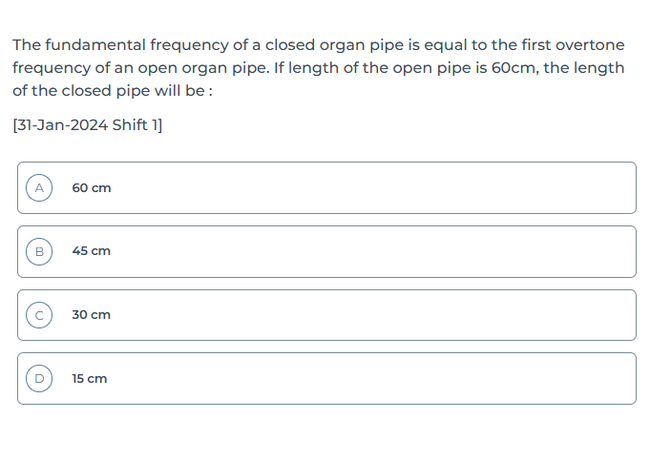 The fundamental frequency of a closed organ pipe is equal to the first overtone
frequency of an open organ pipe. If length of the open pipe is 60cm, the length
of the closed pipe will be :
[31-Jan-2024 Shift 1]
A 60 cm
B 45 cm
C 30 cm
D 15 cm